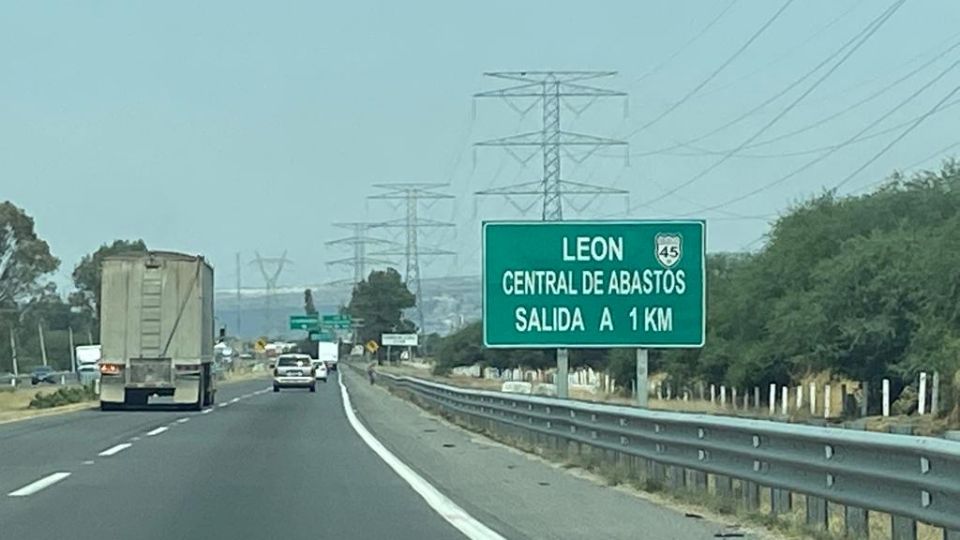 LEON 45
CENTRAL DE ABASTOS
SALIDA A 1 KM